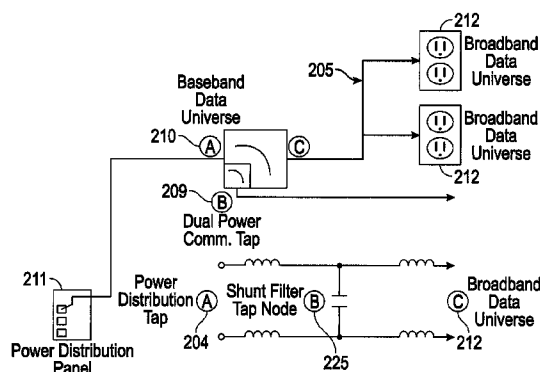 212
Broadband
Data
Universe
205
Baseband
Data
Universe
210
A
C
Broadband
Data
Universe
212
209
B
Dual Power
Comm. Tap
211
Power
Distribution
Tap
A
204
Shunt Filter
Tap Node
B
225
Broadband
Data
Universe
C
212
Power Distribution
Panel